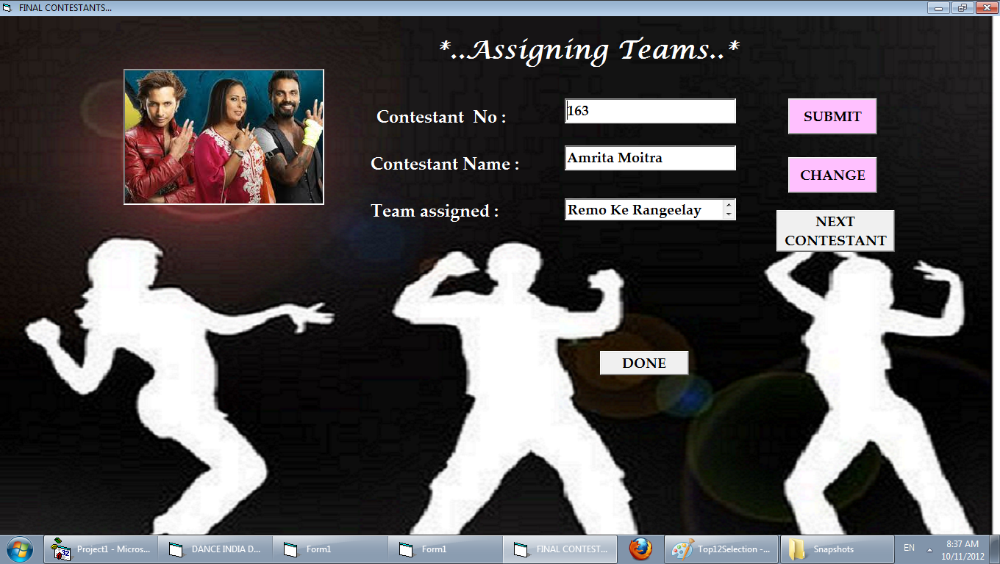 FINAL CONTESTANTS...
*..Assigning Teams..*
Contestant No : 163
SUBMIT
Contestant Name : Amrita Moitra
CHANGE
Team assigned : Remo Ke Rangeelay
NEXT
CONTESTANT
DONE
Project1 - Micros... DANCE INDIA D... Form1 Form1 FINAL CONTEST... Top12Selection -... Snapshots EN 8:37 AM
10/11/2012